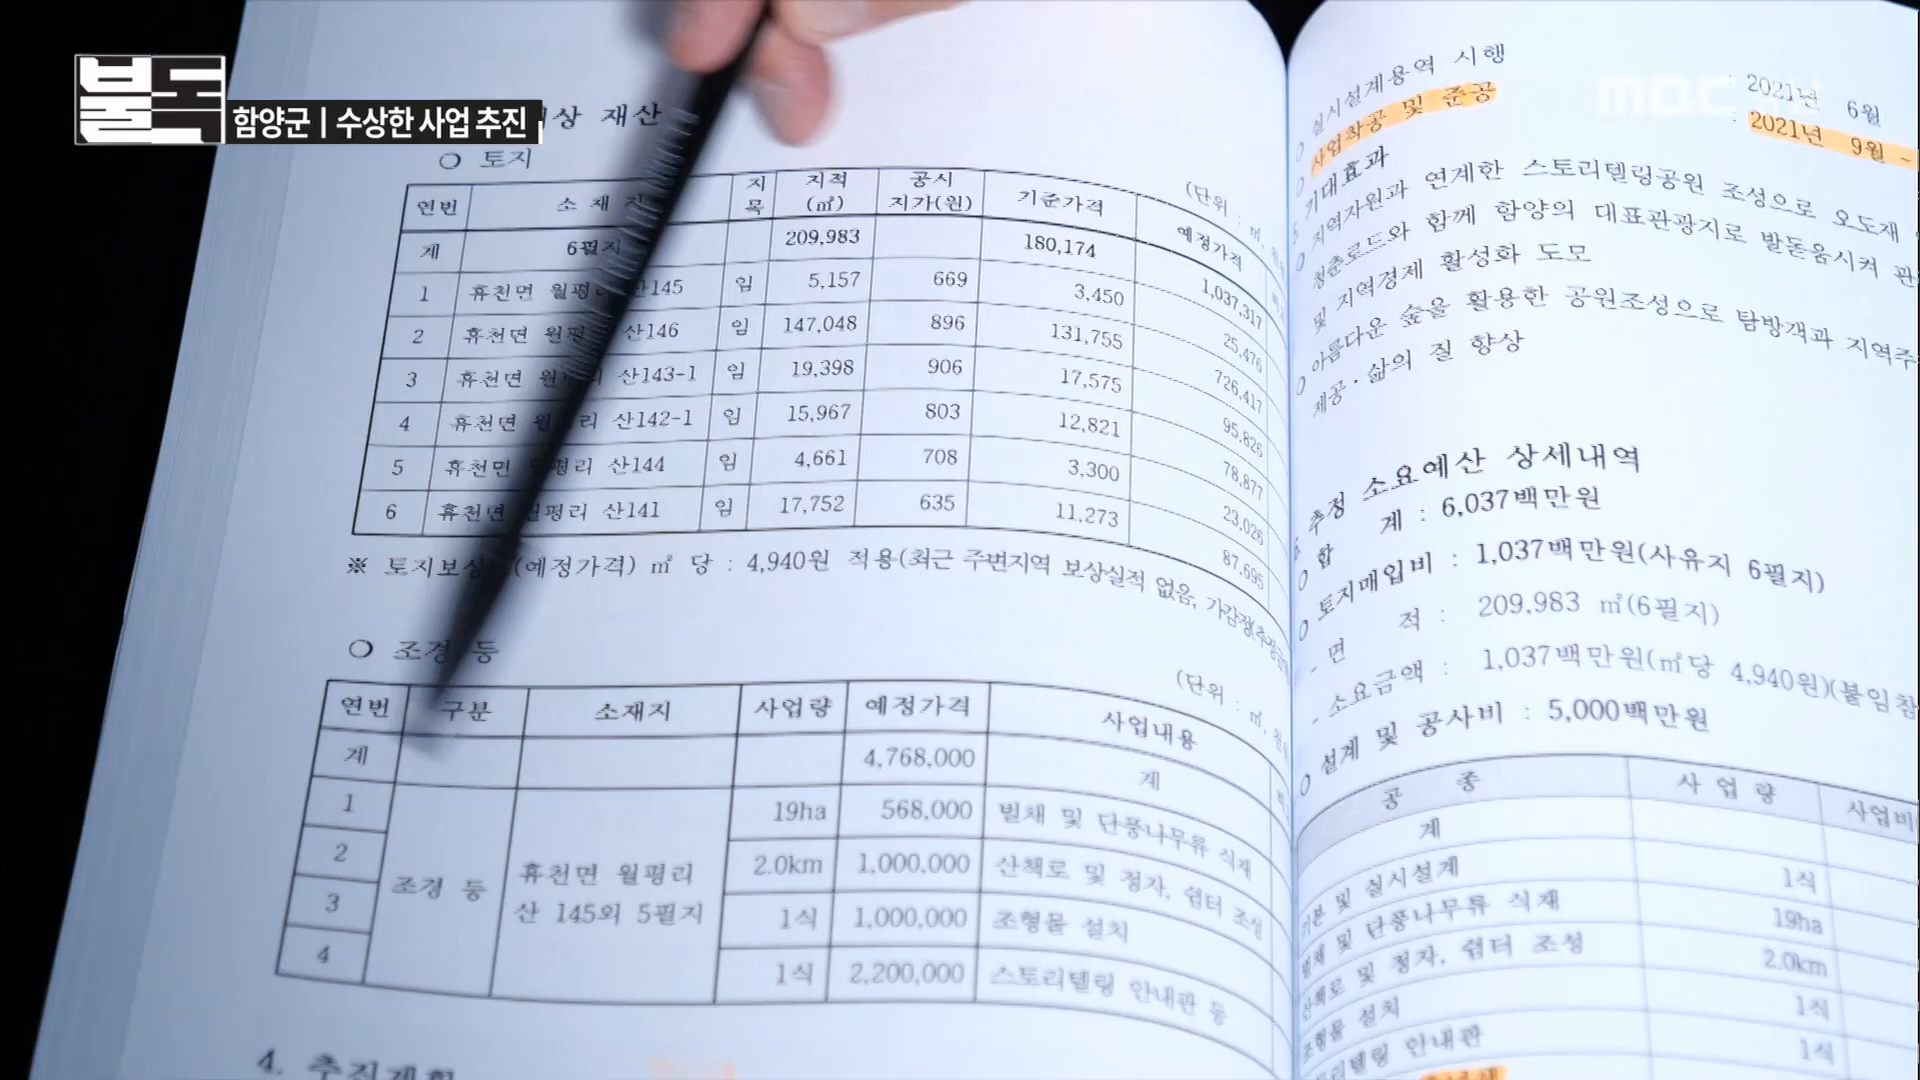 불독
함양군 | 수상한 사업 추진
MBC
상 재산
○ 토지
(단위 : ㎡,
연번 소 재 지 지목 지적(㎡) 공시지가(원) 기준가격 예정가격
계 6필지 209,983 180,174 1,037,317
1 휴천면 월평리 산145 임 5,157 669 3,450 25,476
2 휴천면 월평 산146 임 147,048 896 131,755 726,417
3 휴천면 월평리 산143-1 임 19,398 906 17,575 95,826
4 휴천면 월평리 산142-1 임 15,967 803 12,821 78,877
5 휴천면 월평리 산144 임 4,661 708 3,300 23,026
6 휴천면 월평리 산141 임 17,752 635 11,273 87,695
※ 토지보상 (예정가격) ㎡ 당 : 4,940원 적용(최근 주변지역 보상실적 없음,
○ 조경 등
(단위 : ㎡,
연번 구분 소재지 사업량 예정가격 사업내용
계 4,768,000 계
1 조경 등 휴천면 월평리 산 145외 5필지 19ha 568,000 벌채 및 단풍나무류 식재
2 2.0km 1,000,000 산책로 및 정자, 쉼터 조성
3 1식 1,000,000 조형물 설치
4 1식 2,200,000 스토리텔링 안내판 등
4. 추진계획
○ 실시설계용역 시행 : 2021년 6월
○ 사업착공 및 준공 : 2021년 9월 ~
기대효과
○ 지역자원과 연계한 스토리텔링공원 조성으로 오도재
청춘로드와 함께 함양의 대표관광지로 발돋움시켜 관
및 지역경제 활성화 도모
○ 아름다운 숲을 활용한 공원조성으로 탐방객과 지역주
제공·삶의 질 향상
추정 소요예산 상세내역
○ 합 계 : 6,037백만원
○ 토지매입비 : 1,037백만원(사유지 6필지)
- 면 적 : 209,983 ㎡(6필지)
- 소요금액 : 1,037백만원(㎡당 4,940원)(붙임참
○ 설계 및 공사비 : 5,000백만원
공 종 사 업 량 사업비
계
기본 및 실시설계 1식
벌채 및 단풍나무류 식재 19ha
산책로 및 정자, 쉼터 조성 2.0km
조형물 설치 1식
스토리텔링 안내판 1식